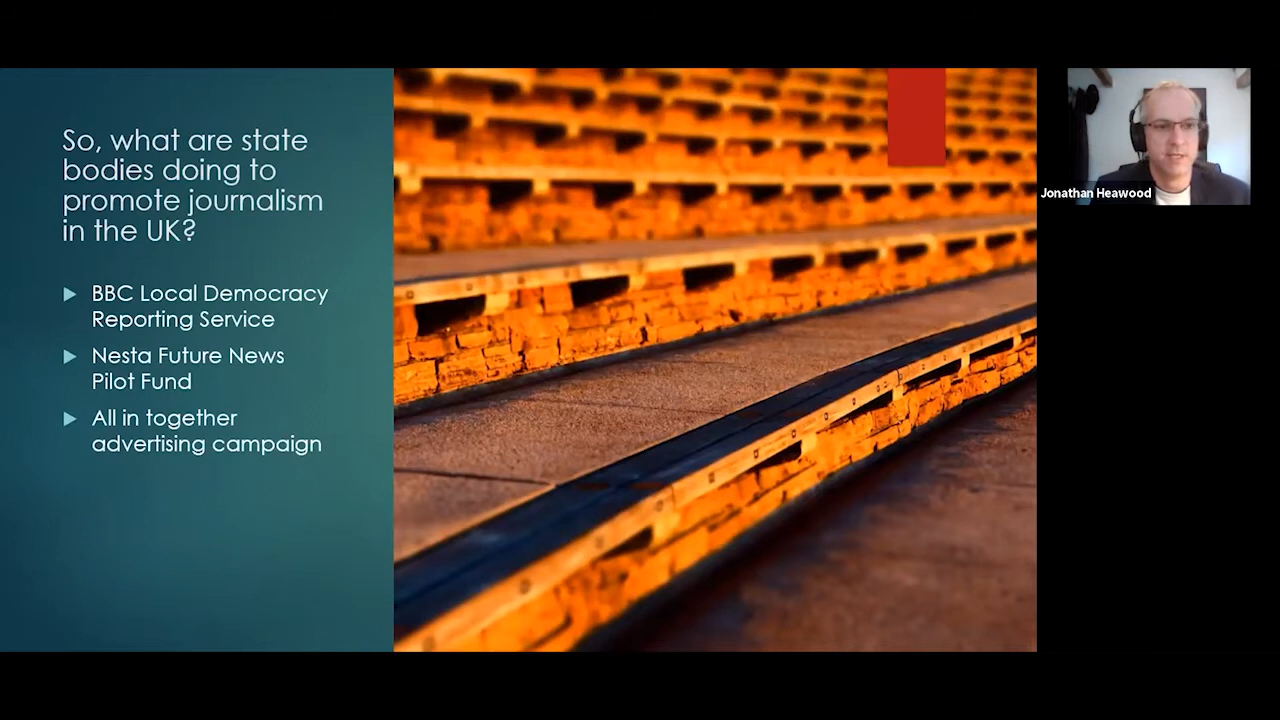 So, what are state
bodies doing to
promote journalism
in the UK?
BBC Local Democracy
Reporting Service
Nesta Future News
Pilot Fund
All in together
advertising campaign
Jonathan Heawood